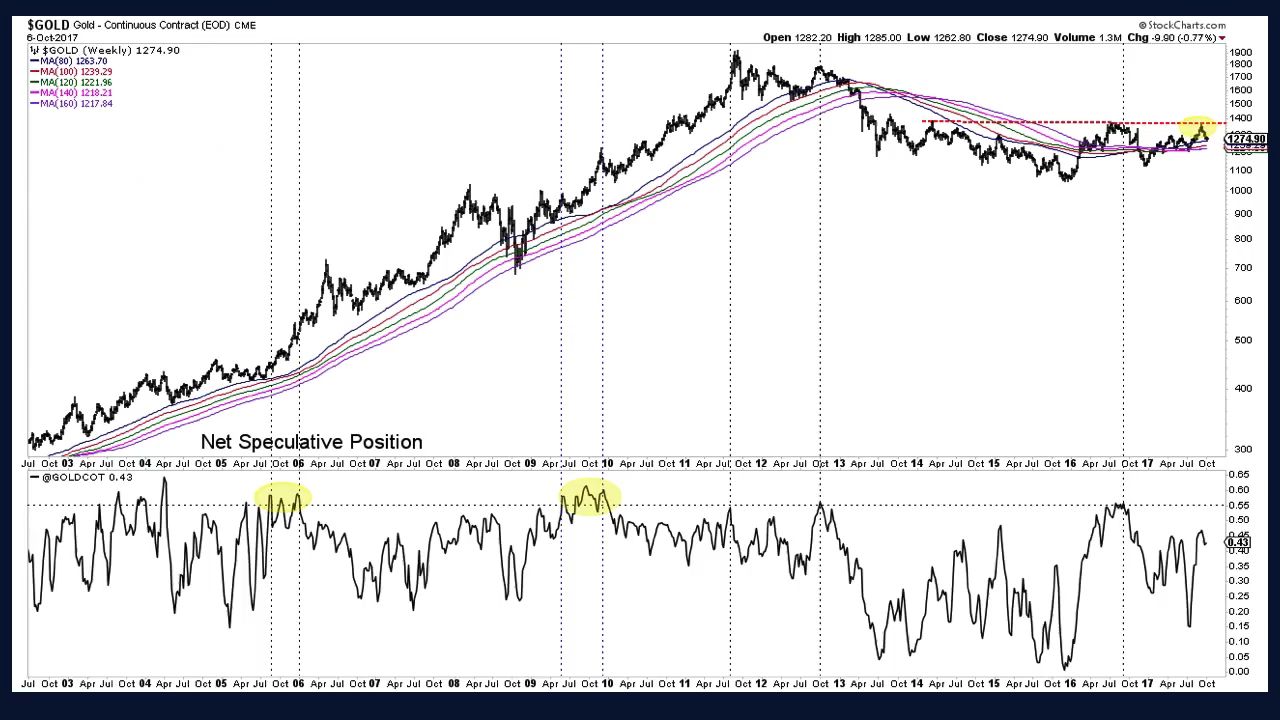 $GOLD Gold - Continuous Contract (EOD) CME
© StockCharts.com
6-Oct-2017
Open 1282.20 High 1285.00 Low 1262.80 Close 1274.90 Volume 1.3M Chg -9.90 (-0.77%)
$GOLD (Weekly) 1274.90
MA(80) 1263.70
MA(100) 1239.29
MA(120) 1221.96
MA(140) 1218.21
MA(160) 1217.84
1900
1800
1700
1600
1500
1400
1274.90
1100
1000
900
800
700
600
500
400
300
Net Speculative Position
Jul Oct 03 Apr Jul Oct 04 Apr Jul Oct 05 Apr Jul Oct 06 Apr Jul Oct 07 Apr Jul Oct 08 Apr Jul Oct 09 Apr Jul Oct 10 Apr Jul Oct 11 Apr Jul Oct 12 Apr Jul Oct 13 Apr Jul Oct 14 Apr Jul Oct 15 Apr Jul Oct 16 Apr Jul Oct 17 Apr Jul Oct
@GOLDCOT 0.43
0.65
0.60
0.55
0.50
0.45
0.43
0.40
0.35
0.30
0.25
0.20
0.15
0.10
0.05
0.00
Jul Oct 03 Apr Jul Oct 04 Apr Jul Oct 05 Apr Jul Oct 06 Apr Jul Oct 07 Apr Jul Oct 08 Apr Jul Oct 09 Apr Jul Oct 10 Apr Jul Oct 11 Apr Jul Oct 12 Apr Jul Oct 13 Apr Jul Oct 14 Apr Jul Oct 15 Apr Jul Oct 16 Apr Jul Oct 17 Apr Jul Oct